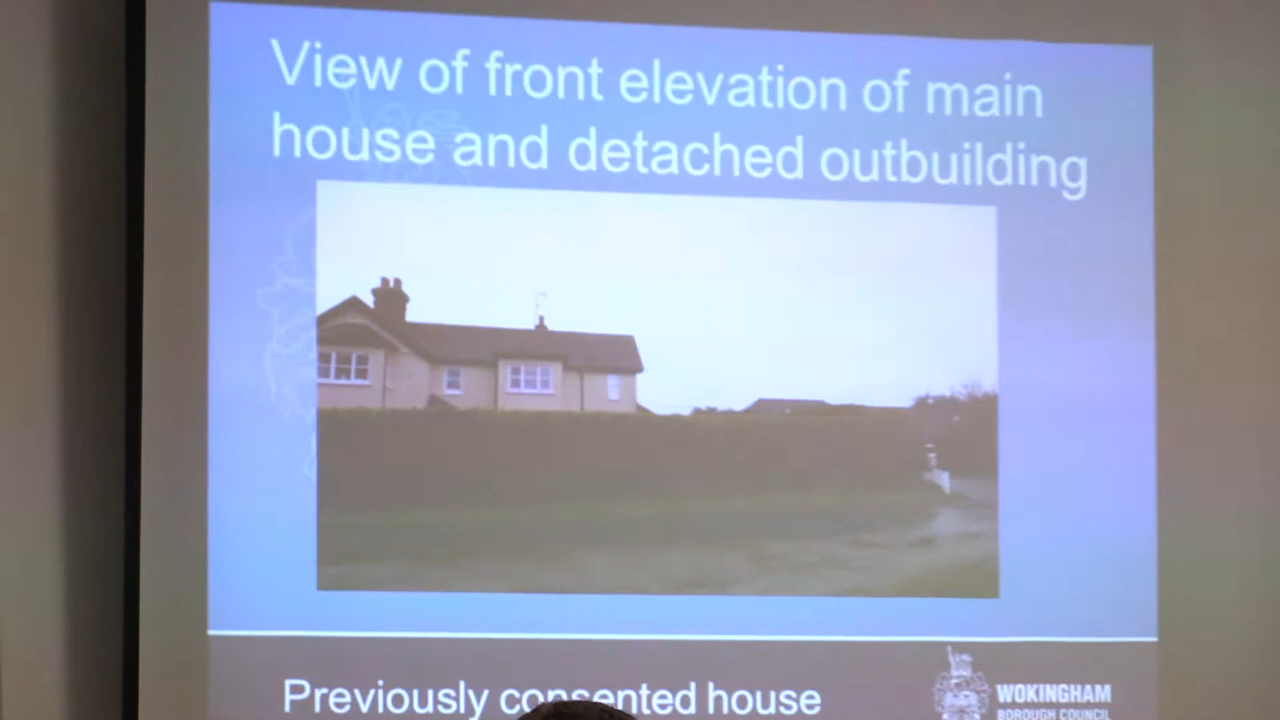 View of front elevation of main
house and detached outbuilding
Previously consented house
WOKINGHAM
BOROUGH COUNCIL